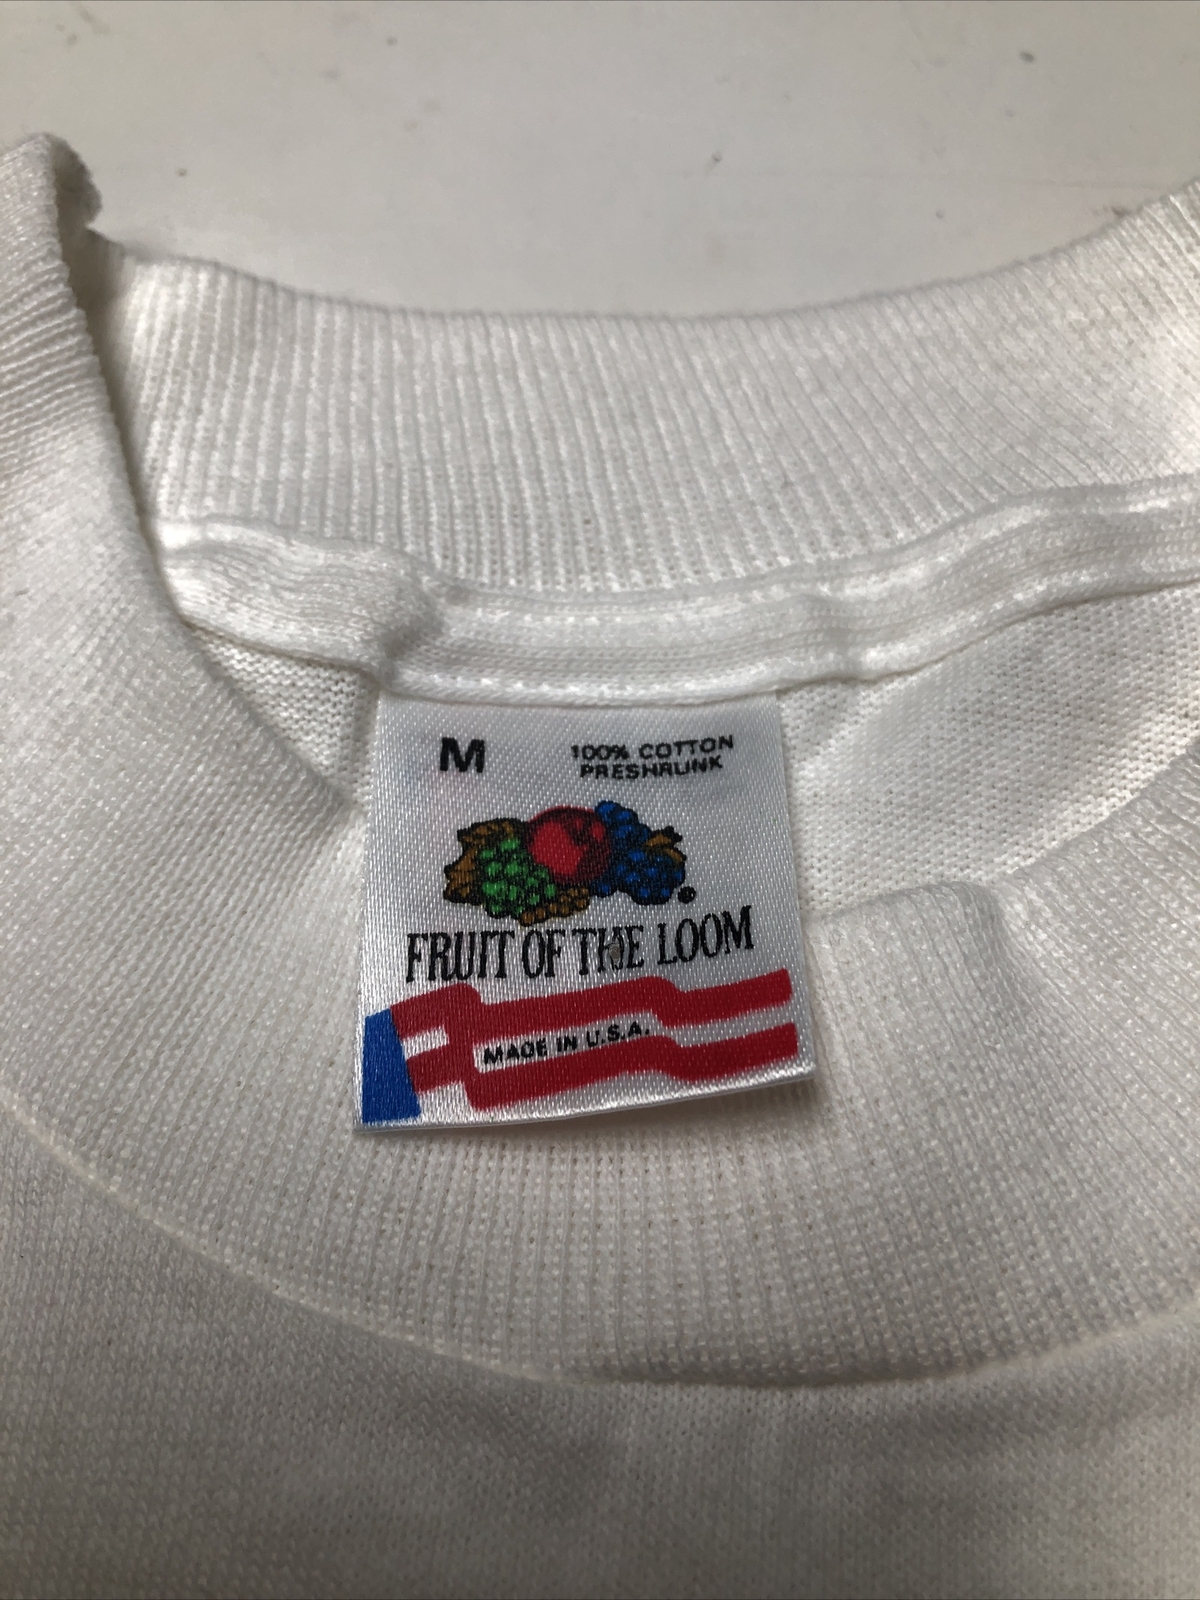 M
100% COTTON
PRESHRUNK
®
FRUIT OF THE LOOM
MADE IN U.S.A.